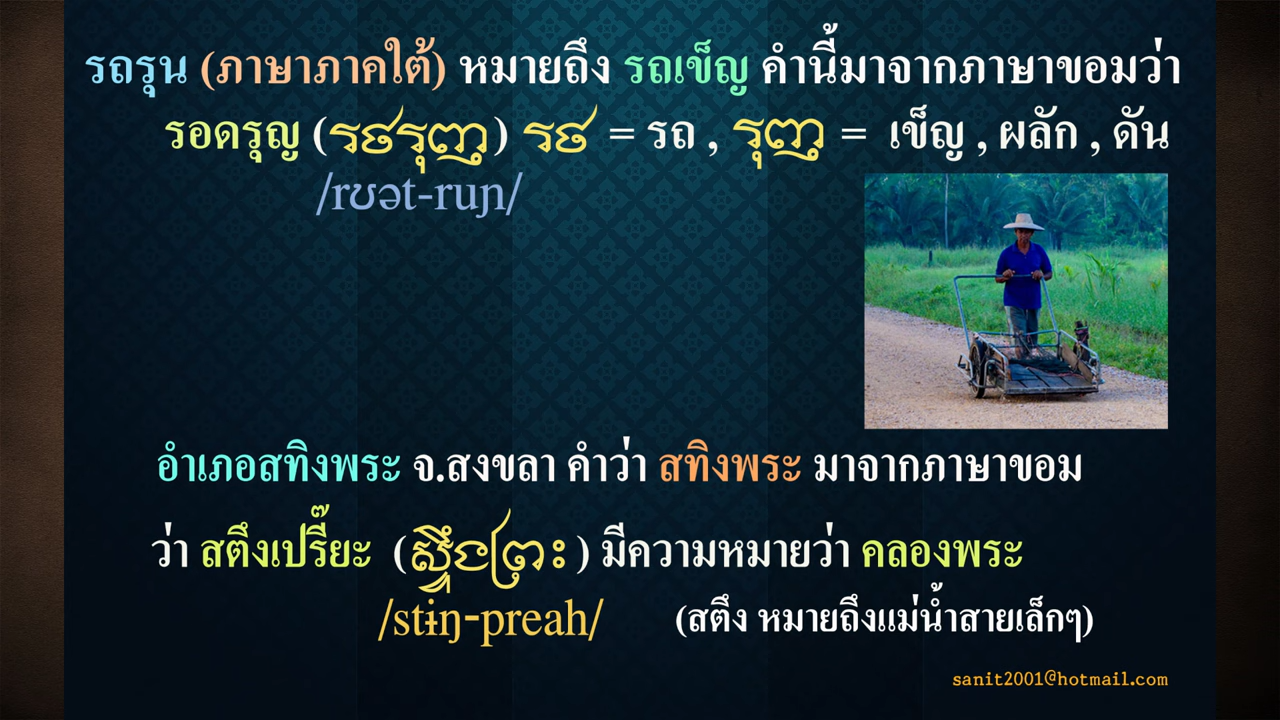 รถรุน (ภาษาภาคใต้) หมายถึง รถเข็ญ คำนี้มาจากภาษาขอมว่า
รอดรุญ (រថរុញ) រថ = รถ , រុញ = เข็ญ , ผลัก , ดัน
/rʊət-ruɲ/
อำเภอสทิงพระ จ.สงขลา คำว่า สทิงพระ มาจากภาษาขอม
ว่า สตึงเปรี๊ยะ (ស្ទឹងព្រះ) มีความหมายว่า คลองพระ
/stɨŋ-preah/ (สตึง หมายถึงแม่น้ำสายเล็กๆ)
sanit2001@hotmail.com